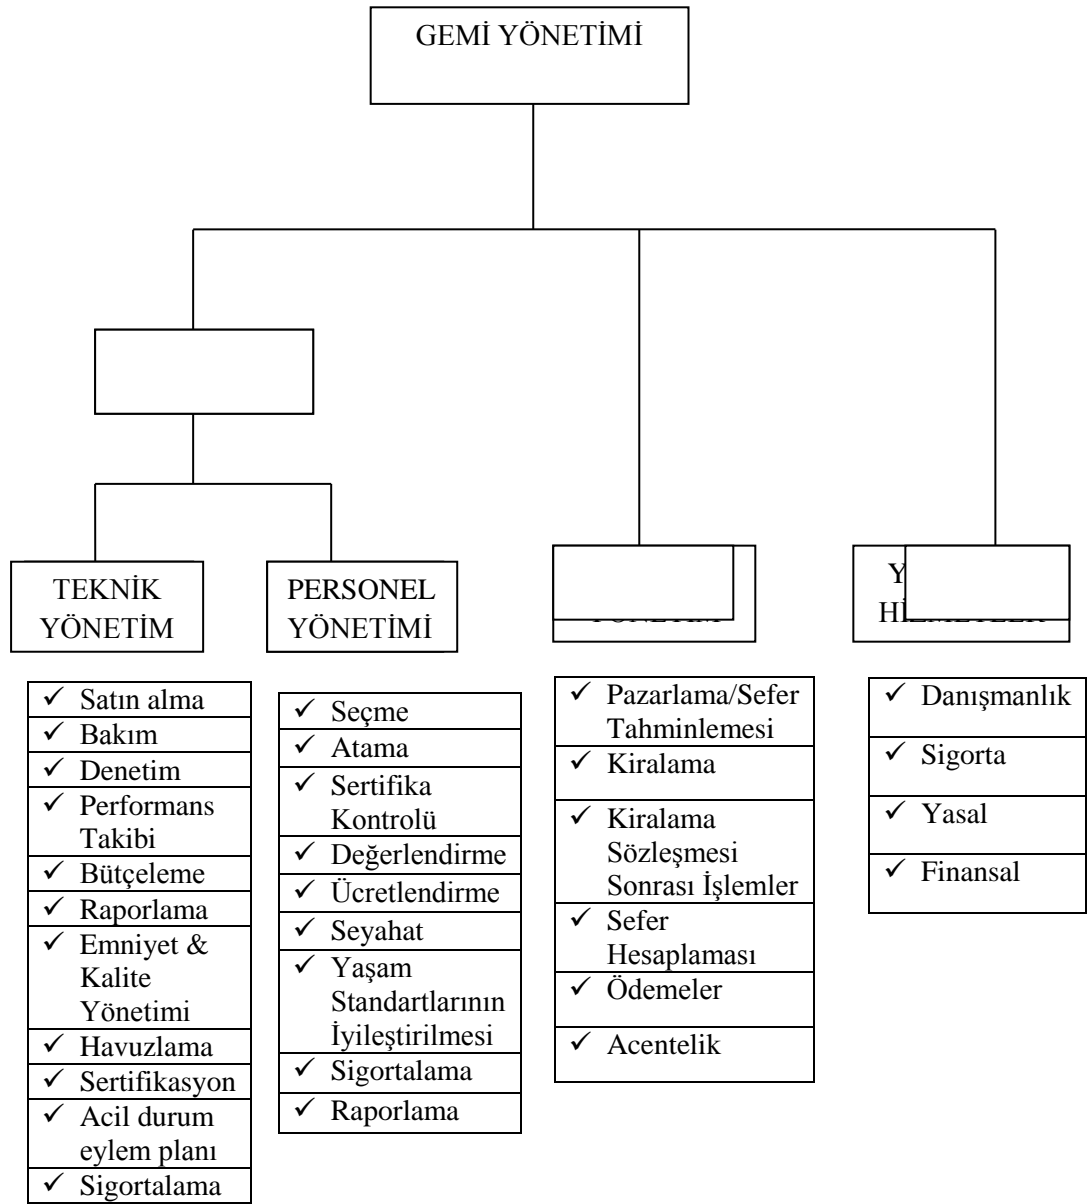 GEMİ YÖNETİMİ
TEKNİK
YÖNETİM
PERSONEL
YÖNETİMİ
✓ Satın alma
✓ Bakım
✓ Denetim
✓ Performans
Takibi
✓ Bütçeleme
✓ Raporlama
✓ Emniyet &
Kalite
Yönetimi
✓ Havuzlama
✓ Sertifikasyon
✓ Acil durum
eylem planı
✓ Sigortalama
✓ Seçme
✓ Atama
✓ Sertifika
Kontrolü
✓ Değerlendirme
✓ Ücretlendirme
✓ Seyahat
✓ Yaşam
Standartlarının
İyileştirilmesi
✓ Sigortalama
✓ Raporlama
✓ Pazarlama/Sefer
Tahminlemesi
✓ Kiralama
✓ Kiralama
Sözleşmesi
Sonrası İşlemler
✓ Sefer
Hesaplaması
✓ Ödemeler
✓ Acentelik
✓ Danışmanlık
✓ Sigorta
✓ Yasal
✓ Finansal